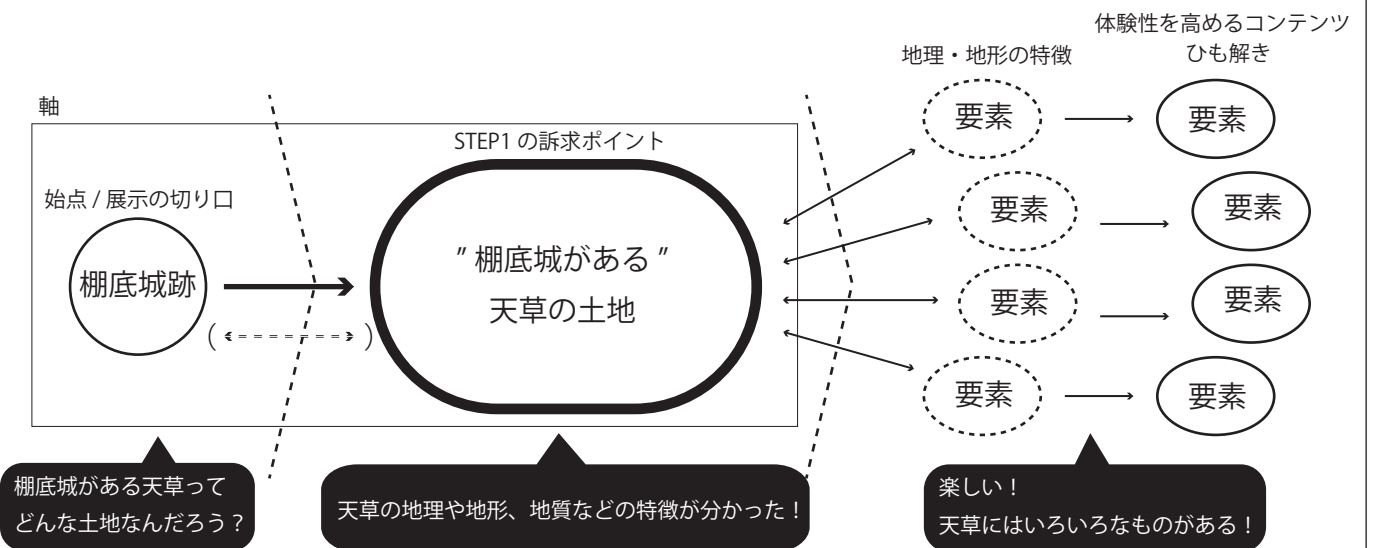 体験性を高めるコンテンツ
ひも解き
地理・地形の特徴
軸
STEP1 の訴求ポイント
始点 / 展示の切り口
棚底城跡
( )
" 棚底城がある "
天草の土地
要素
要素
要素
要素
要素
要素
要素
要素
棚底城がある天草って
どんな土地なんだろう？
天草の地理や地形、地質などの特徴が分かった！
楽しい！
天草にはいろいろなものがある！